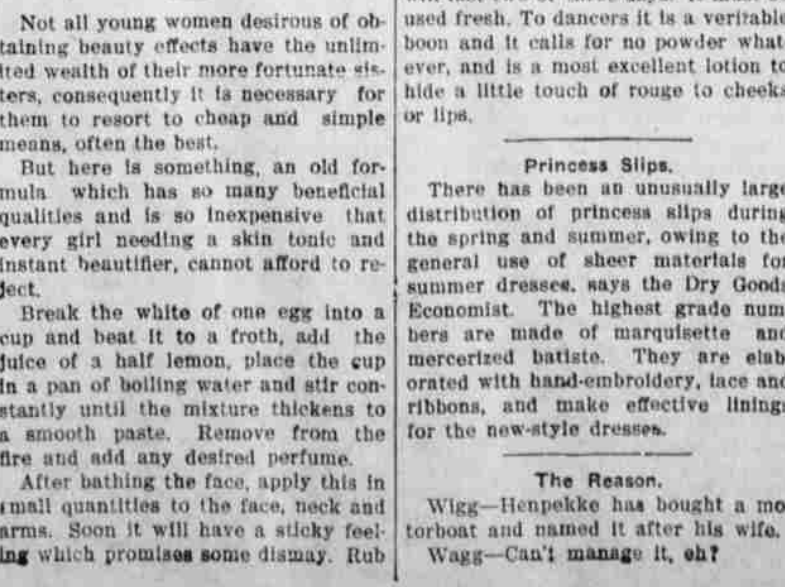 Not all young women desirous of ob-
taining beauty effects have the unlim-
ited wealth of their more fortunate sis-
ters, consequently it is necessary for
them to resort to cheap and simple
means, often the best.
But here is something, an old for-
mula which has so many beneficial
qualities and is so inexpensive that
every girl needing a skin tonic and
instant beautifier, cannot afford to re-
ject.
Break the white of one egg into a
cup and beat it to a froth, add the
juice of a half lemon, place the cup
in a pan of boiling water and stir con-
stantly until the mixture thickens to
a smooth paste. Remove from the
fire and add any desired perfume.
After bathing the face, apply this in
small quantities to the face, neck and
arms. Soon it will have a sticky feel-
ing which promises some dismay. Rub
used fresh. To dancers it is a veritable
boon and it calls for no powder what
ever, and is a most excellent lotion to
hide a little touch of rouge to cheeks
or lips.
Princess Slips.
There has been an unusually large
distribution of princess slips during
the spring and summer, owing to the
general use of sheer materials for
summer dresses, says the Dry Goods
Economist. The highest grade num
bers are made of marquisette and
mercerized batiste. They are elab
orated with hand-embroidery, lace and
ribbons, and make effective linings
for the new-style dresses.
The Reason.
Wigg—Henpekke has bought a mo
torboat and named it after his wife.
Wagg—Can't manage it, eh?